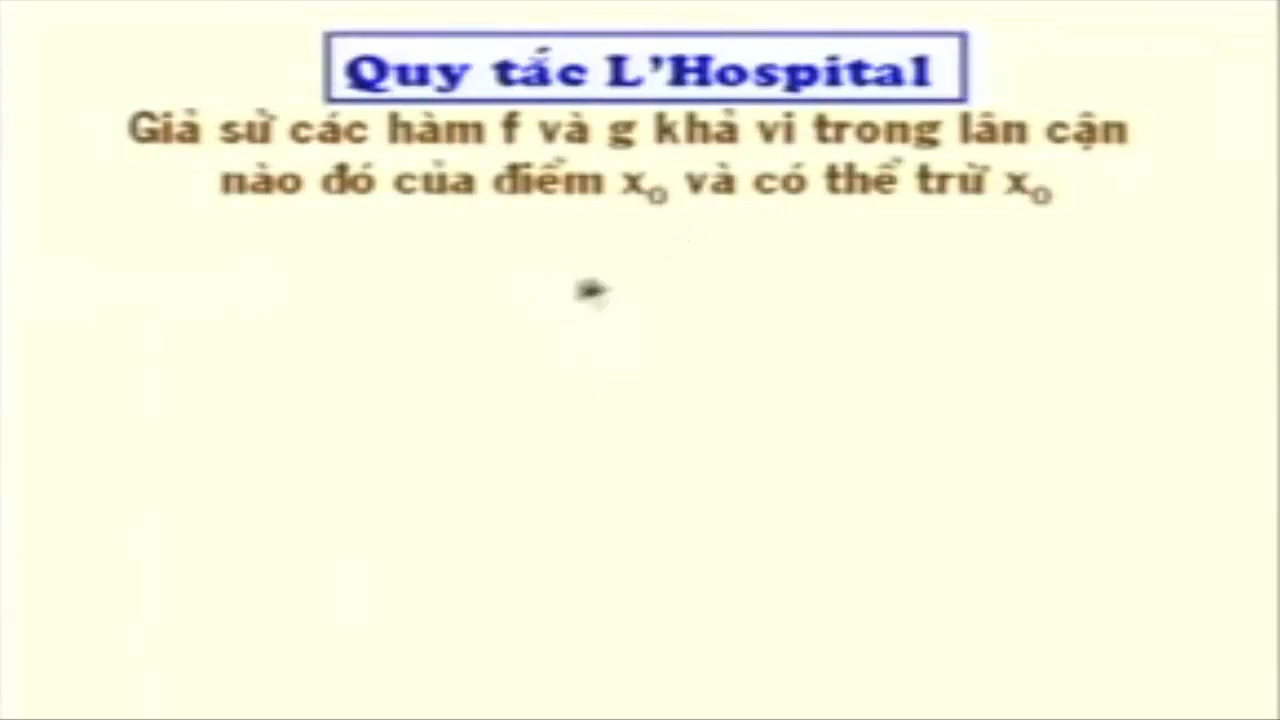 Quy tắc L'Hospital
Giả sử các hàm f và g khả vi trong lân cận
nào đó của điểm x₀ và có thể trừ x₀